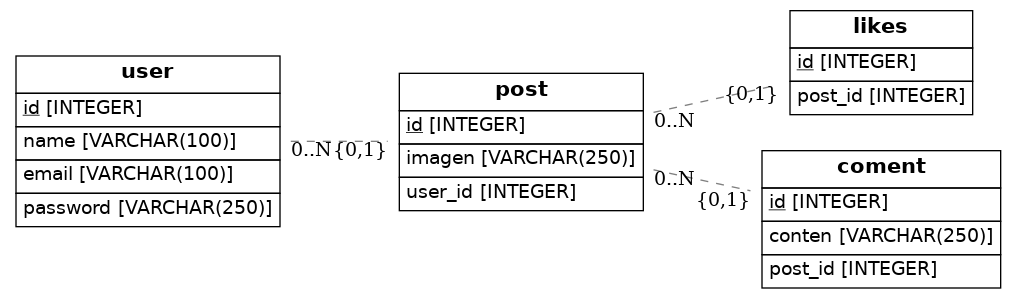 user
id [INTEGER]
name [VARCHAR(100)]
email [VARCHAR(100)]
password [VARCHAR(250)]
0..N
{0,1}
post
id [INTEGER]
imagen [VARCHAR(250)]
user_id [INTEGER]
0..N
{0,1}
likes
id [INTEGER]
post_id [INTEGER]
0..N
{0,1}
coment
id [INTEGER]
conten [VARCHAR(250)]
post_id [INTEGER]